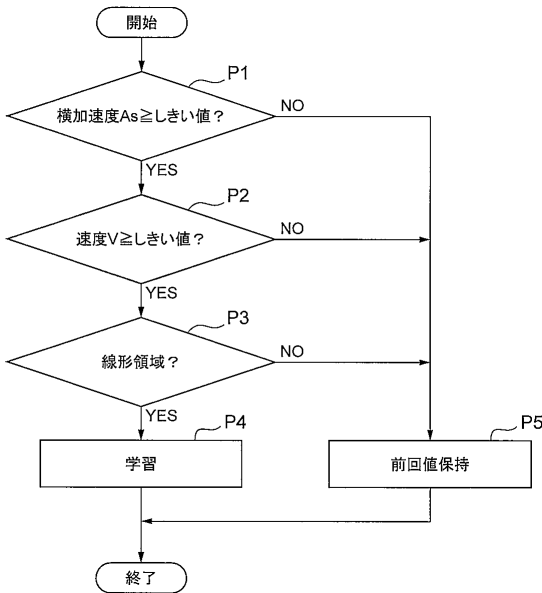 開始
P1
横加速度As≧しきい値？
NO
YES
P2
速度V≧しきい値？
NO
YES
P3
線形領域？
NO
YES
P4
学習
P5
前回値保持
終了